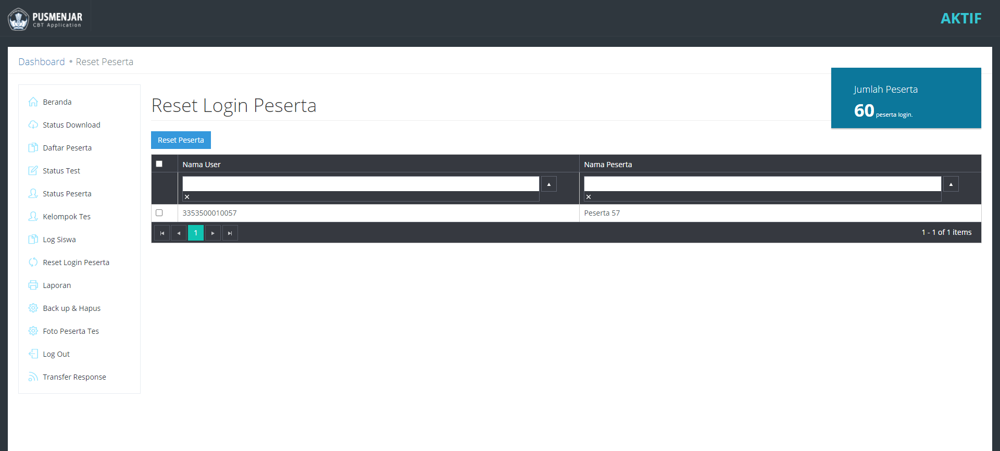 PUSMENJAR
CBT Application
AKTIF
Dashboard • Reset Peserta
Jumlah Peserta
60 peserta login.
Beranda
Status Download
Daftar Peserta
Status Test
Status Peserta
Kelompok Tes
Log Siswa
Reset Login Peserta
Laporan
Back up & Hapus
Foto Peserta Tes
Log Out
Transfer Response
Reset Login Peserta
Reset Peserta
Nama User Nama Peserta
3353500010057 Peserta 57
1 1 - 1 of 1 items